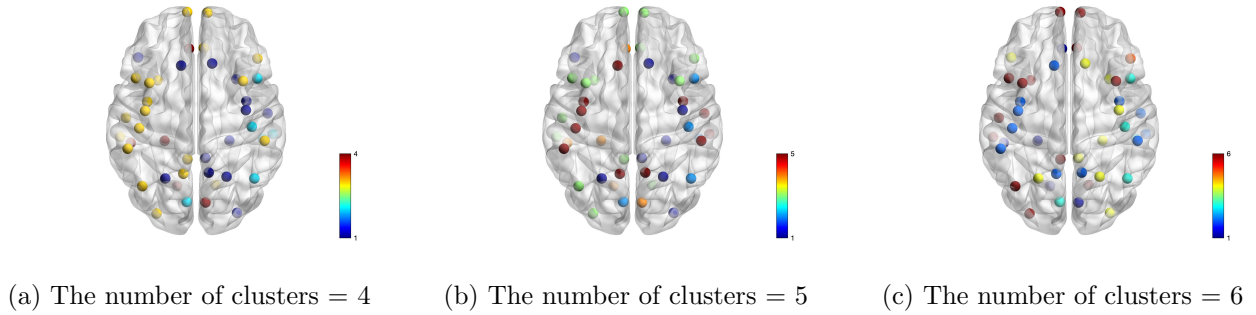 4
1
5
1
6
1
(a) The number of clusters = 4
(b) The number of clusters = 5
(c) The number of clusters = 6